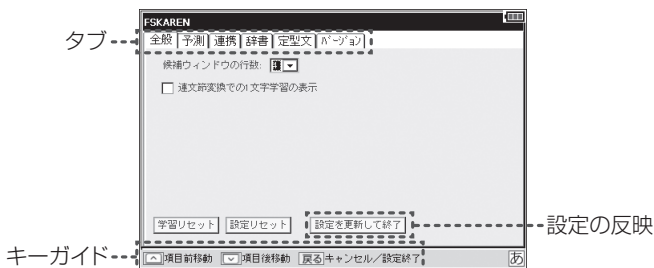 FSKAREN
タブ
全般 予測 連携 辞書 定型文 バージョン
候補ウィンドウの行数:
連文節変換での1文字学習の表示
学習リセット 設定リセット 設定を更新して終了
設定の反映
キーガイド
項目前移動 項目後移動 戻る キャンセル/設定終了 あ